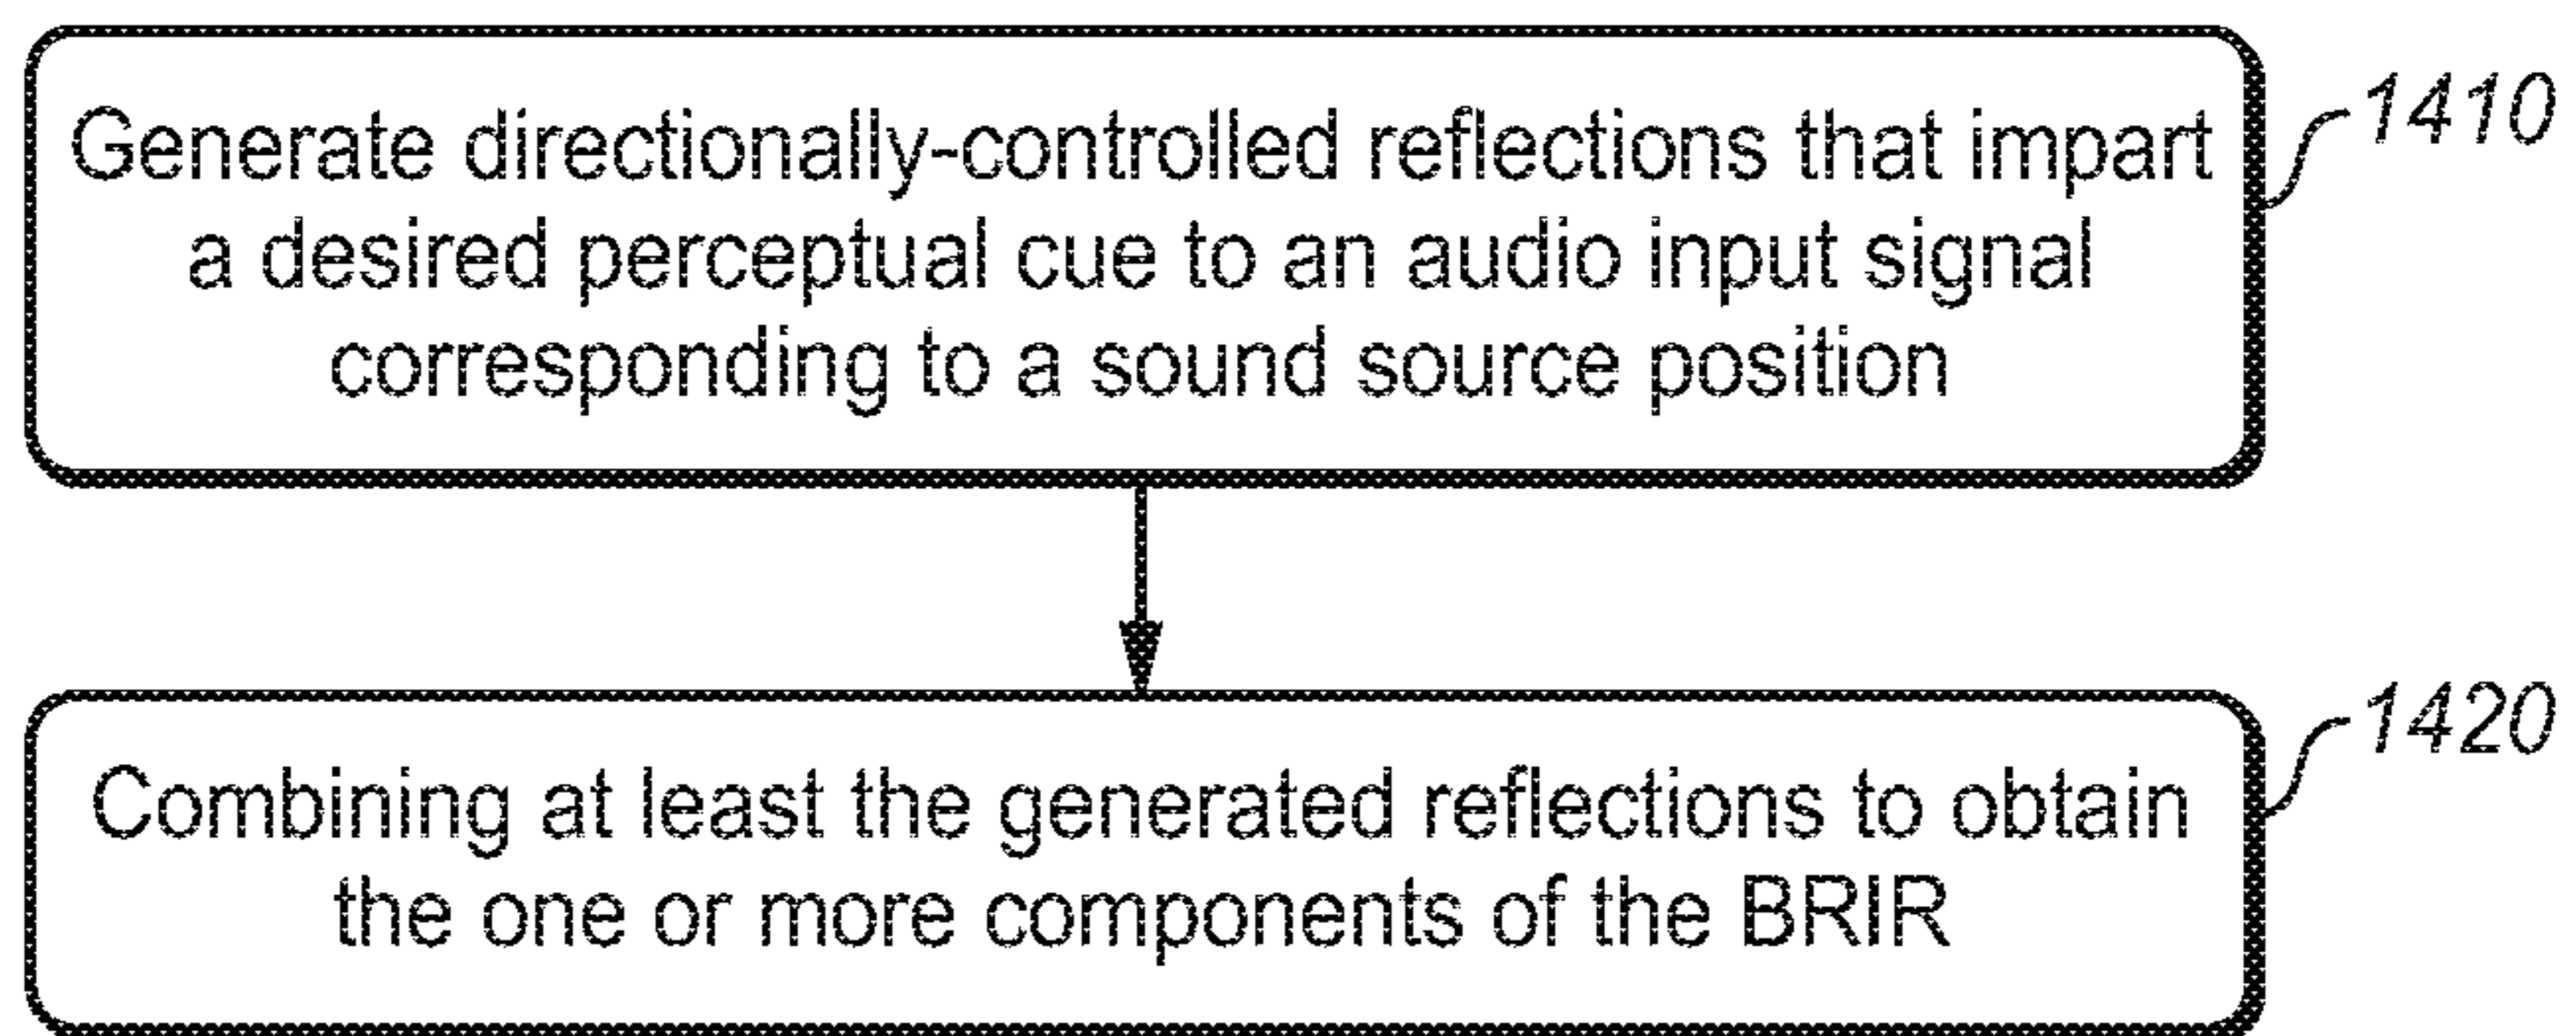 Generate directionally-controlled reflections that impart
a desired perceptual cue to an audio input signal
corresponding to a sound source position
1410
Combining at least the generated reflections to obtain
the one or more components of the BRIR
1420